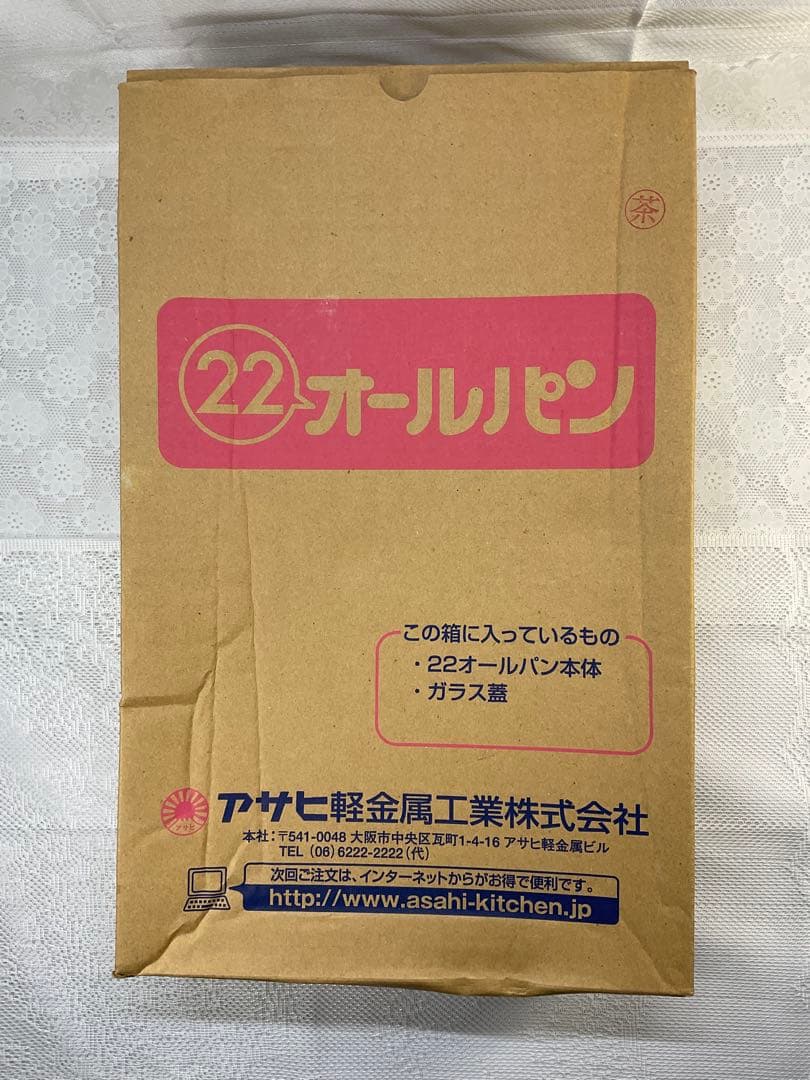 茶
22オールパン
この箱に入っているもの
・22オールパン本体
・ガラス蓋
アサヒ
アサヒ軽金属工業株式会社
本社：〒541-0048 大阪市中央区瓦町1-4-16 アサヒ軽金属ビル
TEL (06) 6222-2222(代)
次回ご注文は、インターネットからがお得で便利です。
http://www.asahi-kitchen.jp